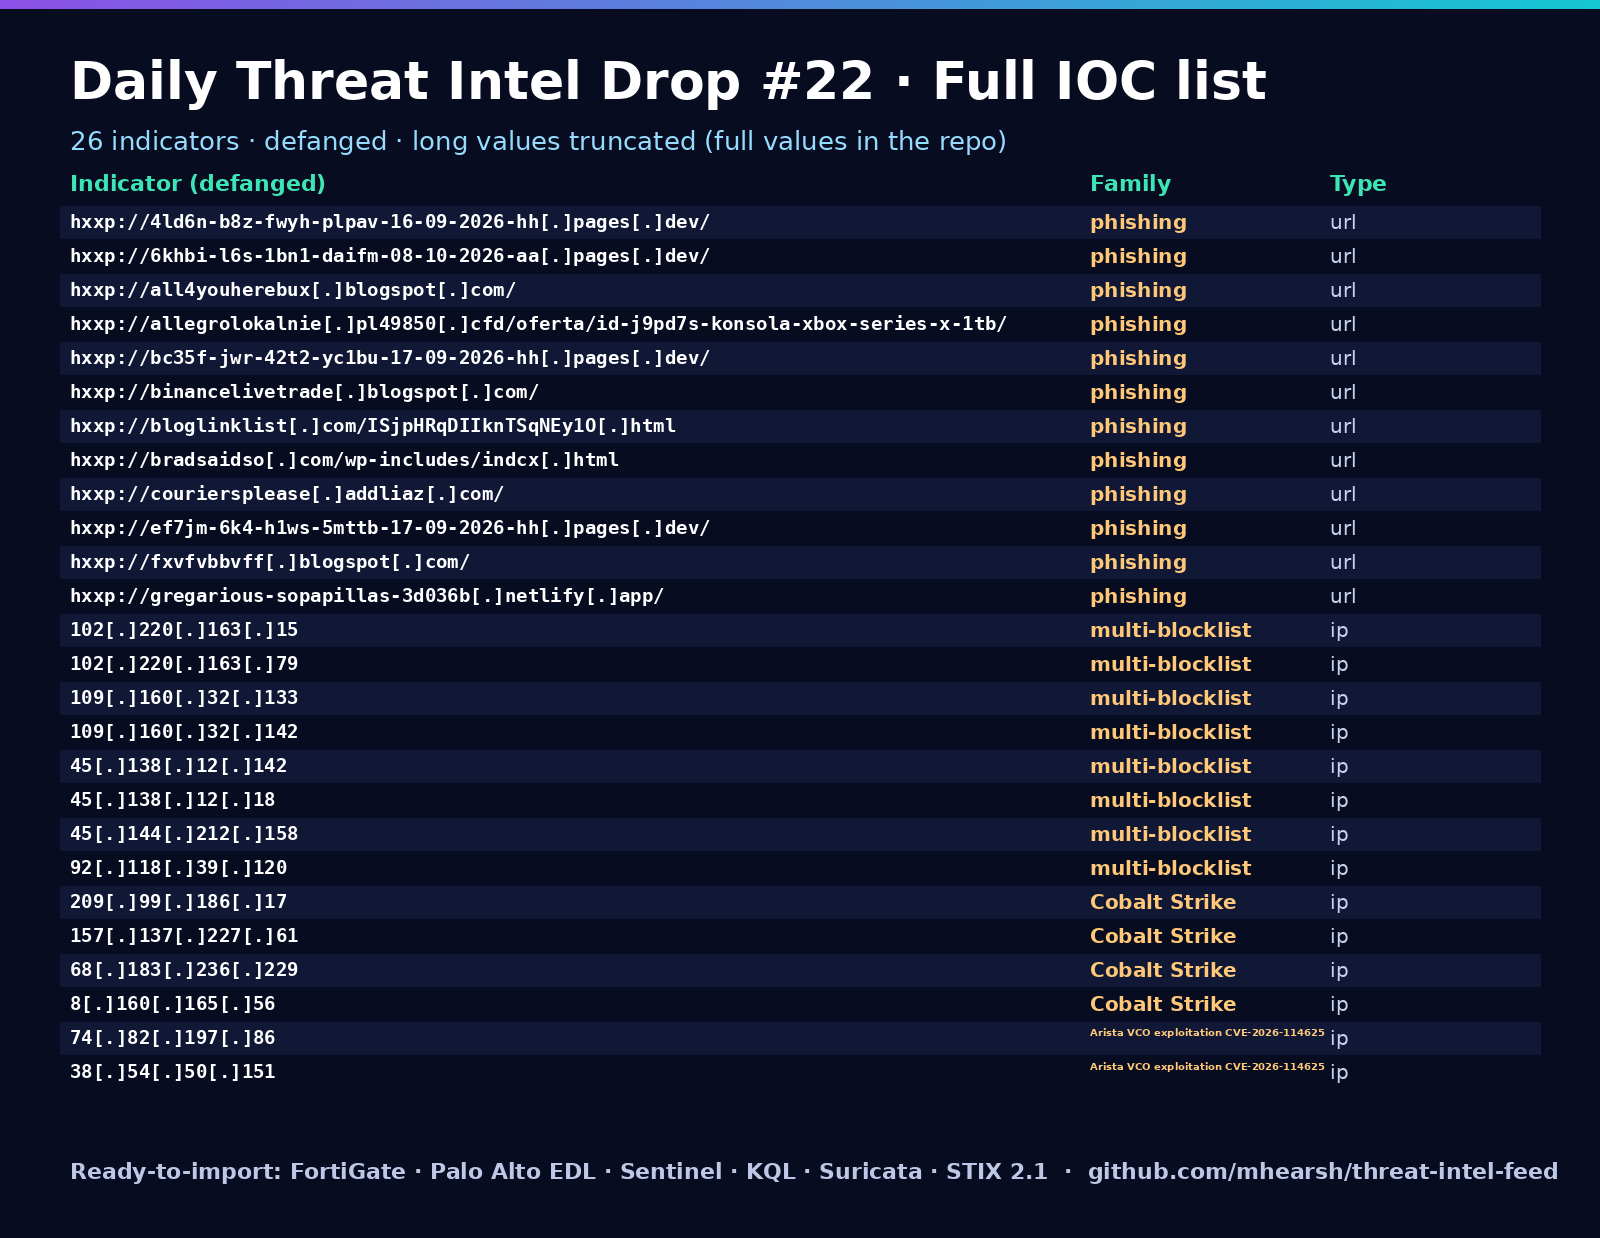 Daily Threat Intel Drop #22 · Full IOC list
26 indicators · defanged · long values truncated (full values in the repo)
Indicator (defanged) Family Type
hxxp://4ld6n-b8z-fwyh-plpav-16-09-2026-hh[.]pages[.]dev/ phishing url
hxxp://6khbi-l6s-1bn1-daifm-08-10-2026-aa[.]pages[.]dev/ phishing url
hxxp://all4youherebux[.]blogspot[.]com/ phishing url
hxxp://allegrolokalnie[.]pl49850[.]cfd/oferta/id-j9pd7s-konsola-xbox-series-x-1tb/ phishing url
hxxp://bc35f-jwr-42t2-yc1bu-17-09-2026-hh[.]pages[.]dev/ phishing url
hxxp://binancelivetrade[.]blogspot[.]com/ phishing url
hxxp://bloglinklist[.]com/ISjpHRqDIIknTSqNEy1O[.]html phishing url
hxxp://bradsaidso[.]com/wp-includes/indcx[.]html phishing url
hxxp://couriersplease[.]addliaz[.]com/ phishing url
hxxp://ef7jm-6k4-h1ws-5mttb-17-09-2026-hh[.]pages[.]dev/ phishing url
hxxp://fxvfvbbvff[.]blogspot[.]com/ phishing url
hxxp://gregarious-sopapillas-3d036b[.]netlify[.]app/ phishing url
102[.]220[.]163[.]15 multi-blocklist ip
102[.]220[.]163[.]79 multi-blocklist ip
109[.]160[.]32[.]133 multi-blocklist ip
109[.]160[.]32[.]142 multi-blocklist ip
45[.]138[.]12[.]142 multi-blocklist ip
45[.]138[.]12[.]18 multi-blocklist ip
45[.]144[.]212[.]158 multi-blocklist ip
92[.]118[.]39[.]120 multi-blocklist ip
209[.]99[.]186[.]17 Cobalt Strike ip
157[.]137[.]227[.]61 Cobalt Strike ip
68[.]183[.]236[.]229 Cobalt Strike ip
8[.]160[.]165[.]56 Cobalt Strike ip
74[.]82[.]197[.]86 Arista VCO exploitation CVE-2026-114625 ip
38[.]54[.]50[.]151 Arista VCO exploitation CVE-2026-114625 ip
Ready-to-import: FortiGate · Palo Alto EDL · Sentinel · KQL · Suricata · STIX 2.1 · github.com/mhearsh/threat-intel-feed